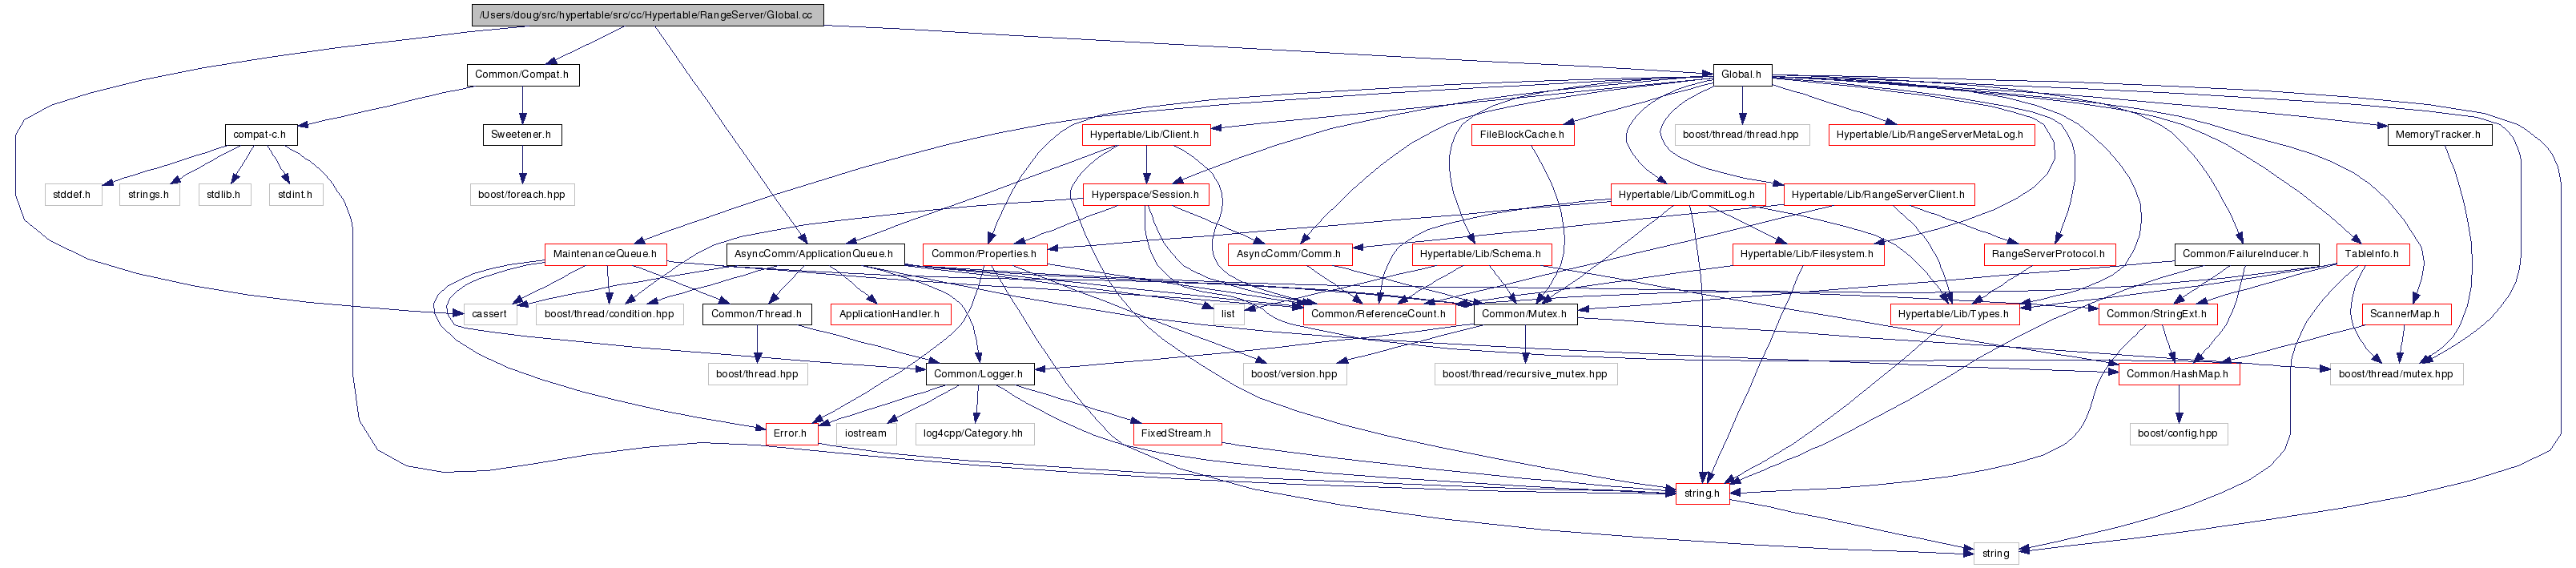 /Users/doug/src/hypertable/src/cc/Hypertable/RangeServer/Global.cc
Common/Compat.h
Global.h
compat-c.h
Sweetener.h
Hypertable/Lib/Client.h
FileBlockCache.h
boost/thread/thread.hpp
Hypertable/Lib/RangeServerMetaLog.h
MemoryTracker.h
stddef.h
strings.h
stdlib.h
stdint.h
boost/foreach.hpp
Hyperspace/Session.h
Hypertable/Lib/CommitLog.h
Hypertable/Lib/RangeServerClient.h
MaintenanceQueue.h
AsyncComm/ApplicationQueue.h
Common/Properties.h
AsyncComm/Comm.h
Hypertable/Lib/Schema.h
Hypertable/Lib/Filesystem.h
RangeServerProtocol.h
Common/FailureInducer.h
TableInfo.h
cassert
boost/thread/condition.hpp
Common/Thread.h
ApplicationHandler.h
list
Common/ReferenceCount.h
Common/Mutex.h
Hypertable/Lib/Types.h
Common/StringExt.h
ScannerMap.h
boost/thread.hpp
Common/Logger.h
boost/version.hpp
boost/thread/recursive_mutex.hpp
Common/HashMap.h
boost/thread/mutex.hpp
Error.h
iostream
log4cpp/Category.hh
FixedStream.h
boost/config.hpp
string.h
string